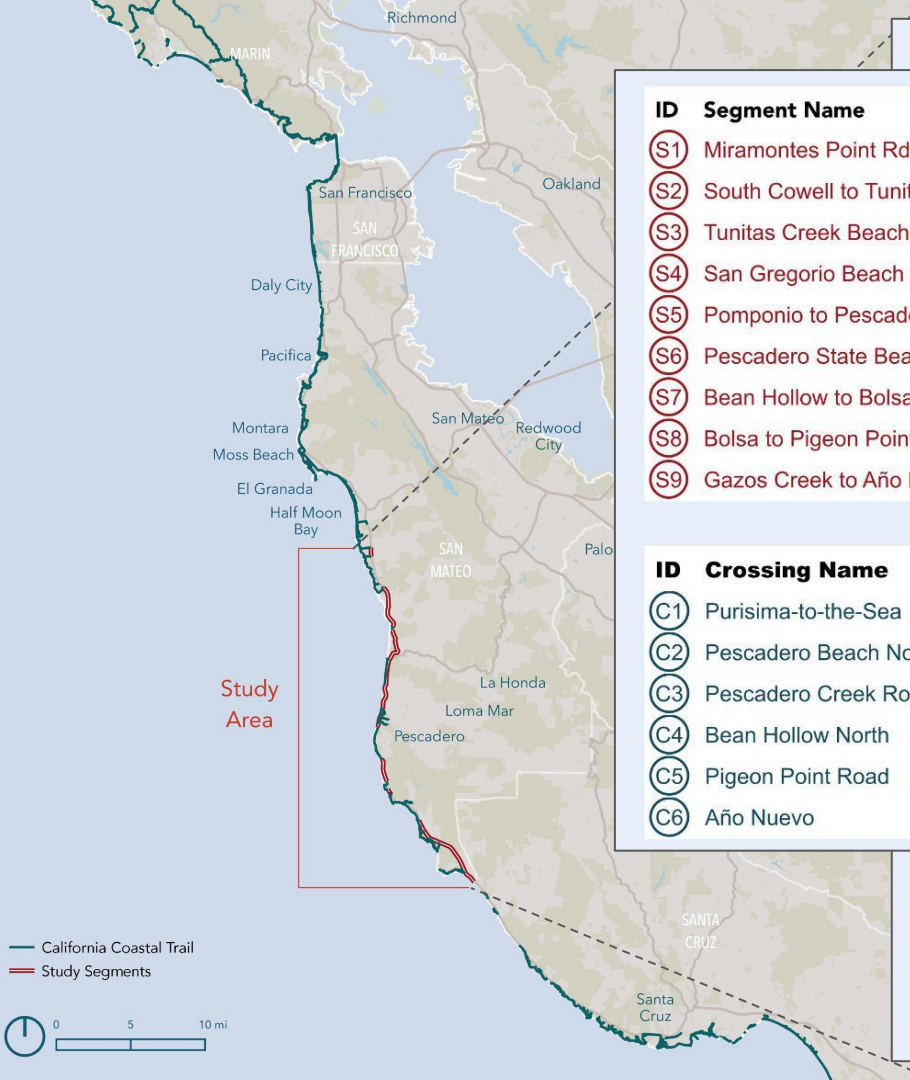 Richmond
MARIN
San Francisco
SAN
FRANCISCO
Oakland
Daly City
Pacifica
San Mateo
Redwood
City
Montara
Moss Beach
El Granada
Half Moon
Bay
SAN
MATEO
Palo
Study
Area
La Honda
Loma Mar
Pescadero
SANTA
CRUZ
Santa
Cruz
California Coastal Trail
Study Segments
0 5 10 mi
ID Segment Name
S1 Miramontes Point Rd
S2 South Cowell to Tunit
S3 Tunitas Creek Beach
S4 San Gregorio Beach
S5 Pomponio to Pescad
S6 Pescadero State Bea
S7 Bean Hollow to Bolsa
S8 Bolsa to Pigeon Poin
S9 Gazos Creek to Año
ID Crossing Name
C1 Purisima-to-the-Sea
C2 Pescadero Beach No
C3 Pescadero Creek Ro
C4 Bean Hollow North
C5 Pigeon Point Road
C6 Año Nuevo